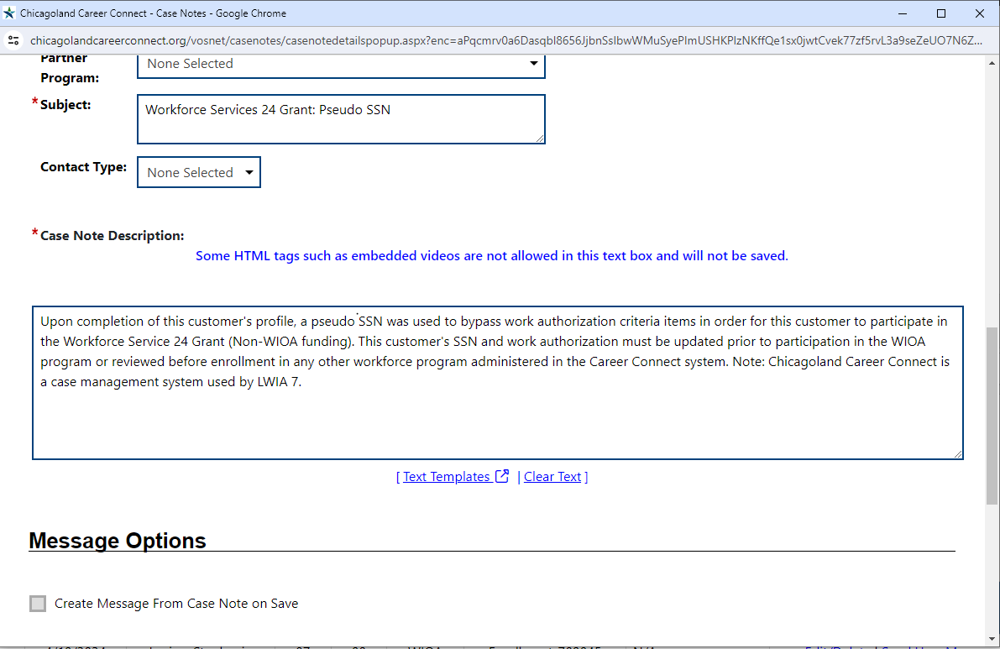 Chicagoland Career Connect - Case Notes - Google Chrome
chicagolandcareerconnect.org/vosnet/casenotes/casenotedetailspopup.aspx?enc=aPqcmrv0a6Dasqbl8656JjbnSsIbwWMuSyePlmUSHKPlzNKffQe1sx0jwtCvek77zf5rvL3a9seZeUO7N6Z...
Partner
Program:
None Selected
*Subject:
Workforce Services 24 Grant: Pseudo SSN
Contact Type:
None Selected
*Case Note Description:
Some HTML tags such as embedded videos are not allowed in this text box and will not be saved.
Upon completion of this customer's profile, a pseudo SSN was used to bypass work authorization criteria items in order for this customer to participate in
the Workforce Service 24 Grant (Non-WIOA funding). This customer's SSN and work authorization must be updated prior to participation in the WIOA
program or reviewed before enrollment in any other workforce program administered in the Career Connect system. Note: Chicagoland Career Connect is
a case management system used by LWIA 7.
[ Text Templates | Clear Text ]
Message Options
Create Message From Case Note on Save